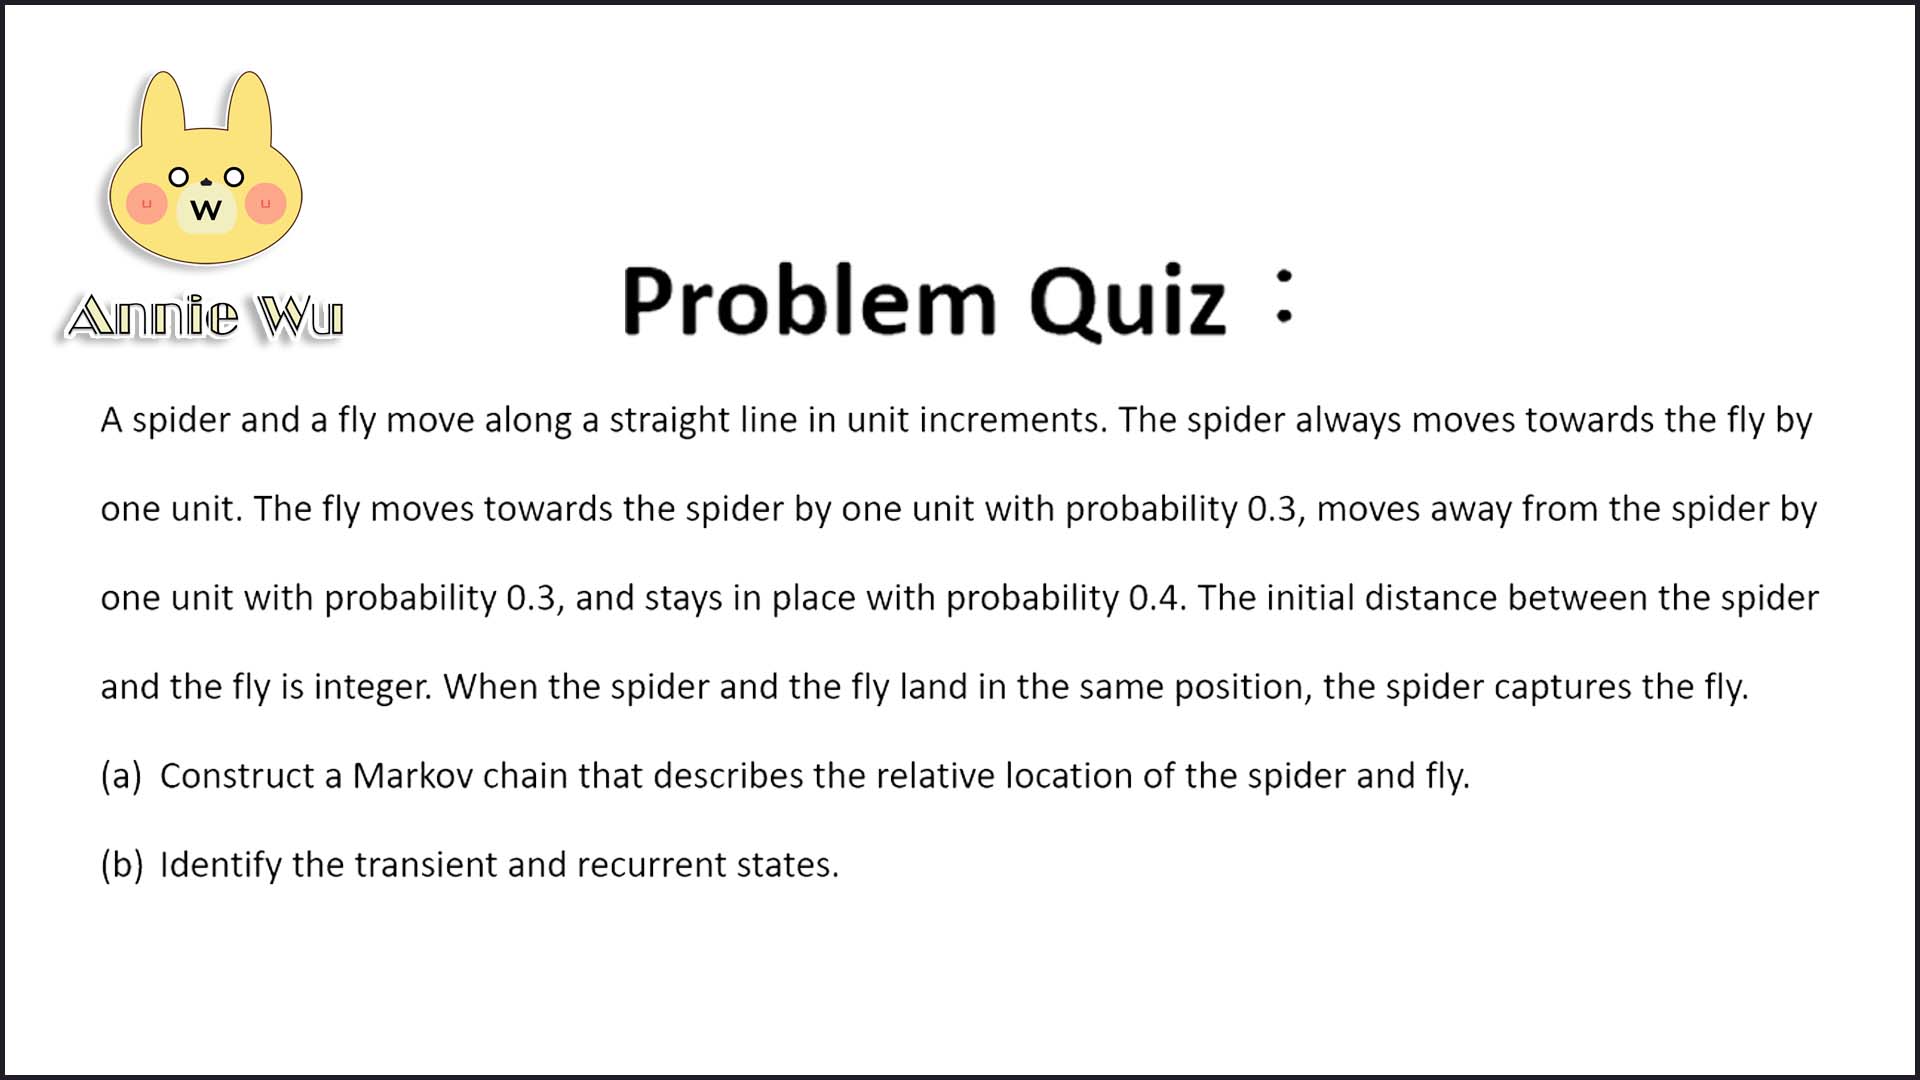 w
u u
Annie Wu
Problem Quiz：
A spider and a fly move along a straight line in unit increments. The spider always moves towards the fly by
one unit. The fly moves towards the spider by one unit with probability 0.3, moves away from the spider by
one unit with probability 0.3, and stays in place with probability 0.4. The initial distance between the spider
and the fly is integer. When the spider and the fly land in the same position, the spider captures the fly.
(a) Construct a Markov chain that describes the relative location of the spider and fly.
(b) Identify the transient and recurrent states.